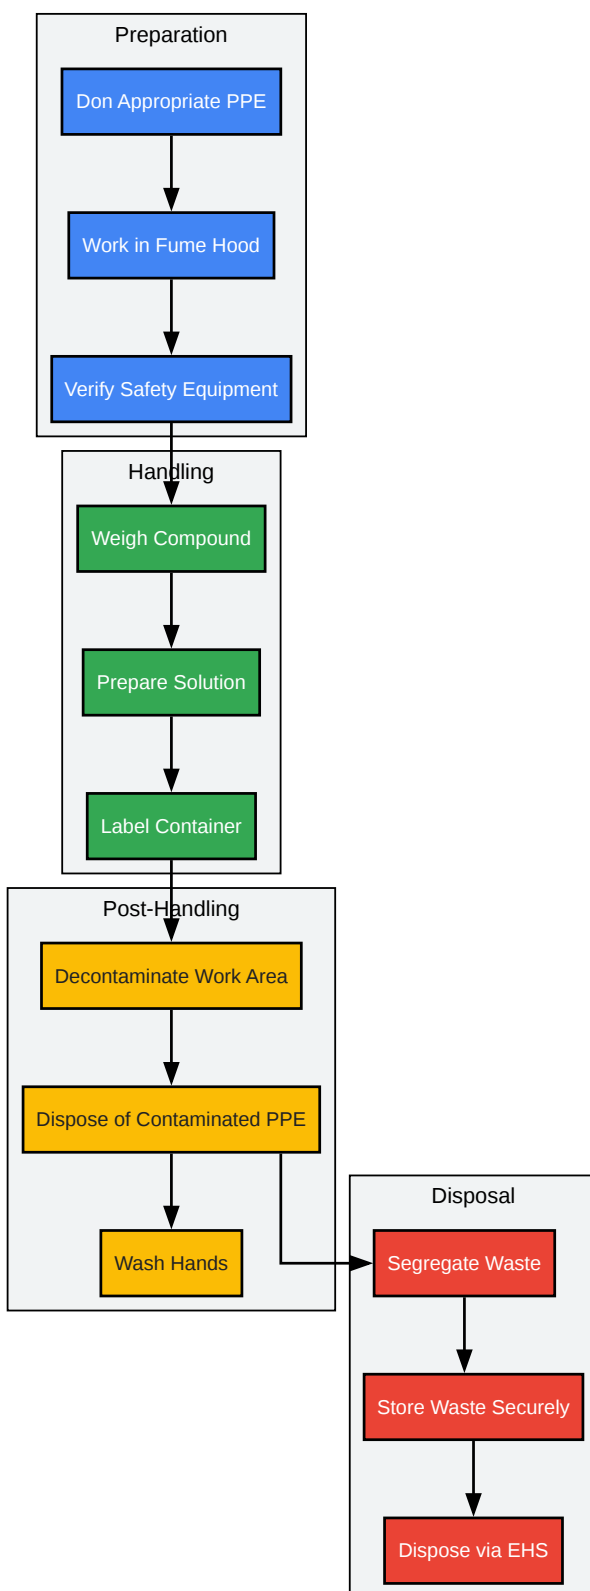 Preparation
Don Appropriate PPE
Work in Fume Hood
Verify Safety Equipment
Handling
Weigh Compound
Prepare Solution
Label Container
Post-Handling
Decontaminate Work Area
Dispose of Contaminated PPE
Wash Hands
Disposal
Segregate Waste
Store Waste Securely
Dispose via EHS